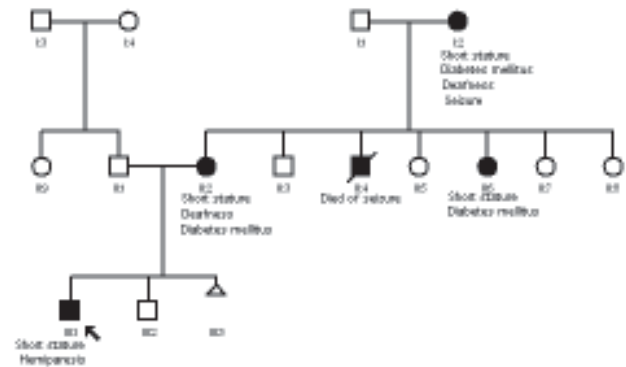 I:3
I:4
I:1
I:2
Short stature
Diabetes mellitus
Deafness
Seizure
II:9
II:1
II:2
II:3
II:4
II:5
II:6
II:7
II:8
Short stature
Deafness
Diabetes mellitus
Died of seizure
Short stature
Diabetes mellitus
III:1
III:2
III:3
Short stature
Hemiparesis